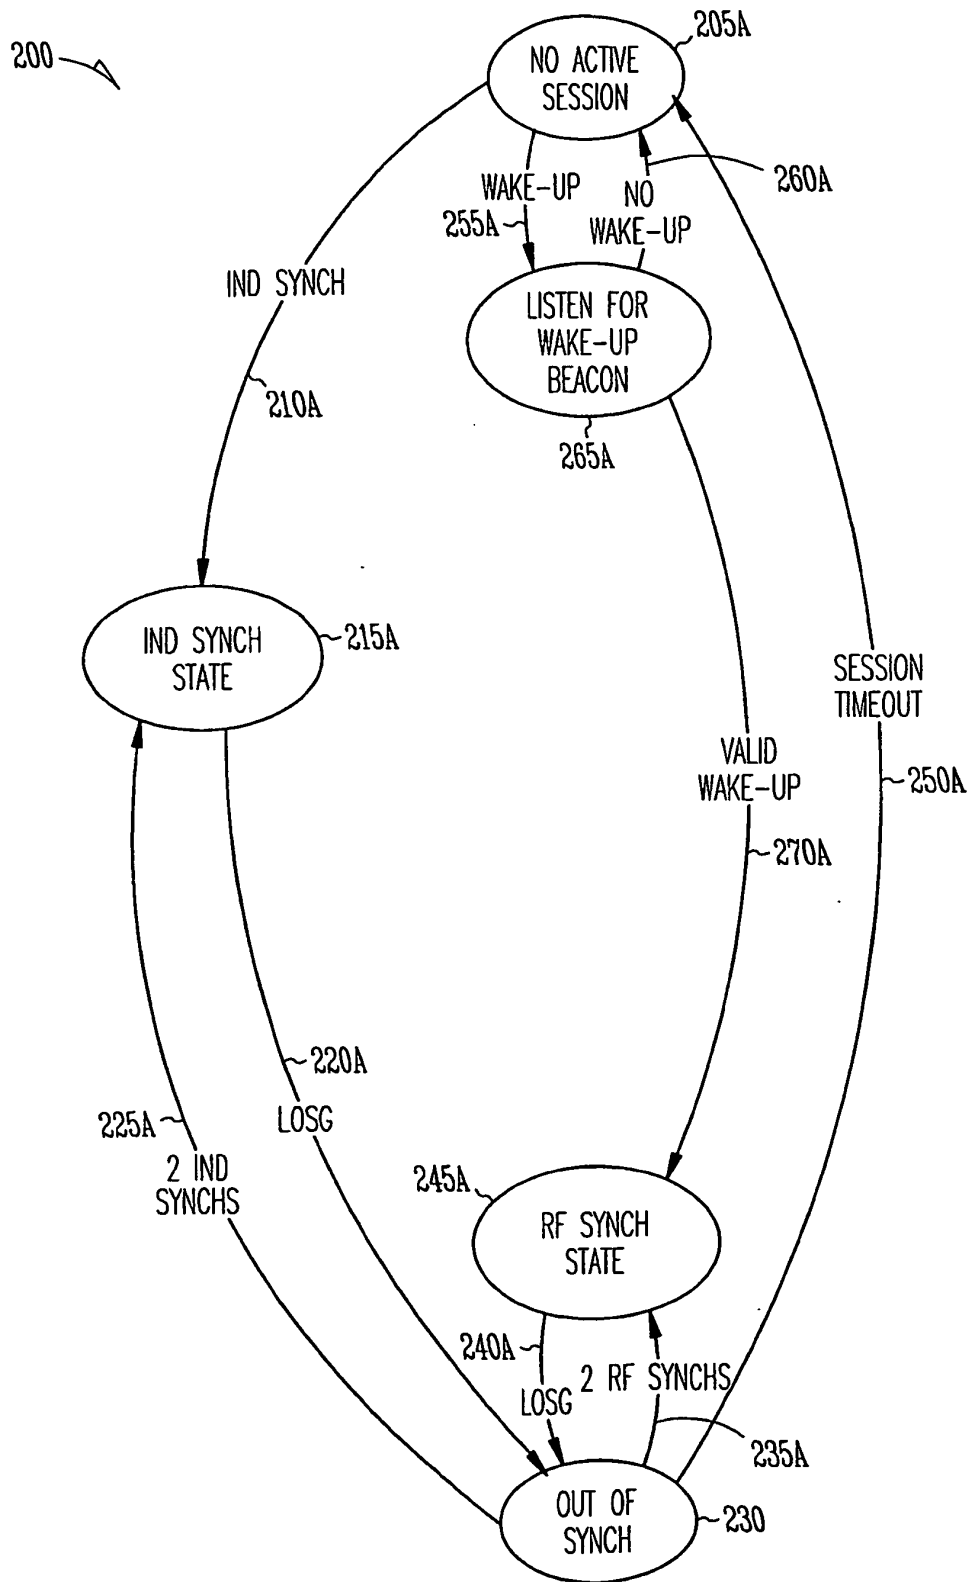 200
205A
NO ACTIVE
SESSION
WAKE-UP
255A
NO
WAKE-UP
260A
IND SYNCH
210A
LISTEN FOR
WAKE-UP
BEACON
265A
IND SYNCH
STATE
215A
SESSION
TIMEOUT
250A
VALID
WAKE-UP
270A
220A
LOSG
225A
2 IND
SYNCHS
245A
RF SYNCH
STATE
240A
LOSG
2 RF SYNCHS
235A
OUT OF
SYNCH
230